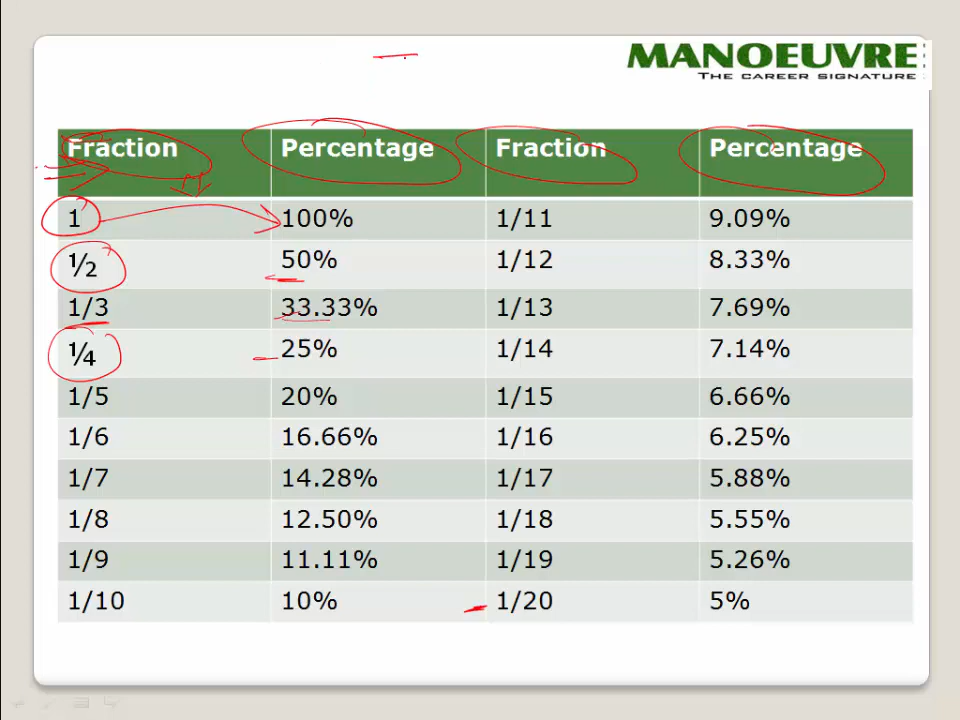 MANOEUVRE
THE CAREER SIGNATURE
Fraction Percentage Fraction Percentage
1 100% 1/11 9.09%
½ 50% 1/12 8.33%
1/3 33.33% 1/13 7.69%
¼ 25% 1/14 7.14%
1/5 20% 1/15 6.66%
1/6 16.66% 1/16 6.25%
1/7 14.28% 1/17 5.88%
1/8 12.50% 1/18 5.55%
1/9 11.11% 1/19 5.26%
1/10 10% 1/20 5%